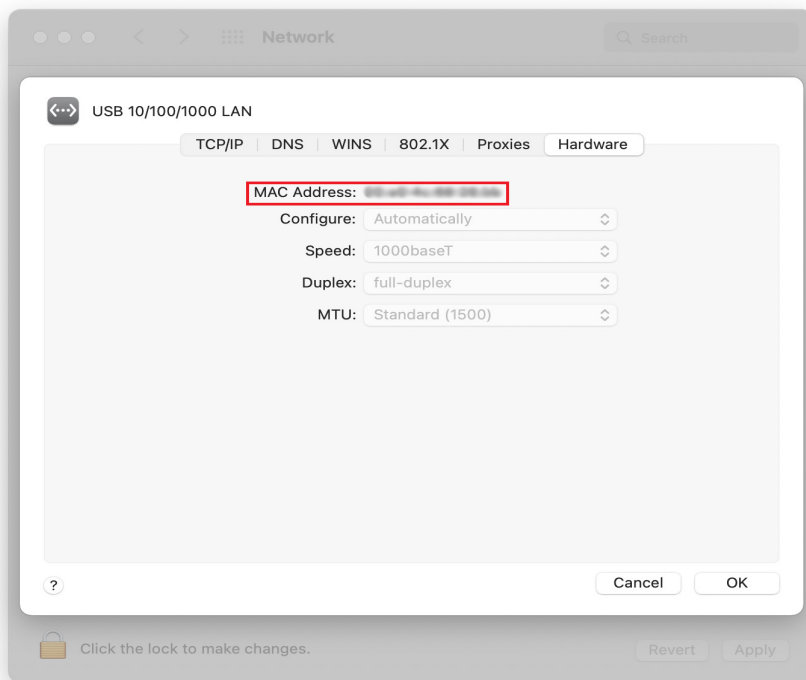 Network
Search
USB 10/100/1000 LAN
TCP/IP DNS WINS 802.1X Proxies Hardware
MAC Address:
Configure: Automatically
Speed: 1000baseT
Duplex: full-duplex
MTU: Standard (1500)
?
Cancel OK
Click the lock to make changes.
Revert Apply